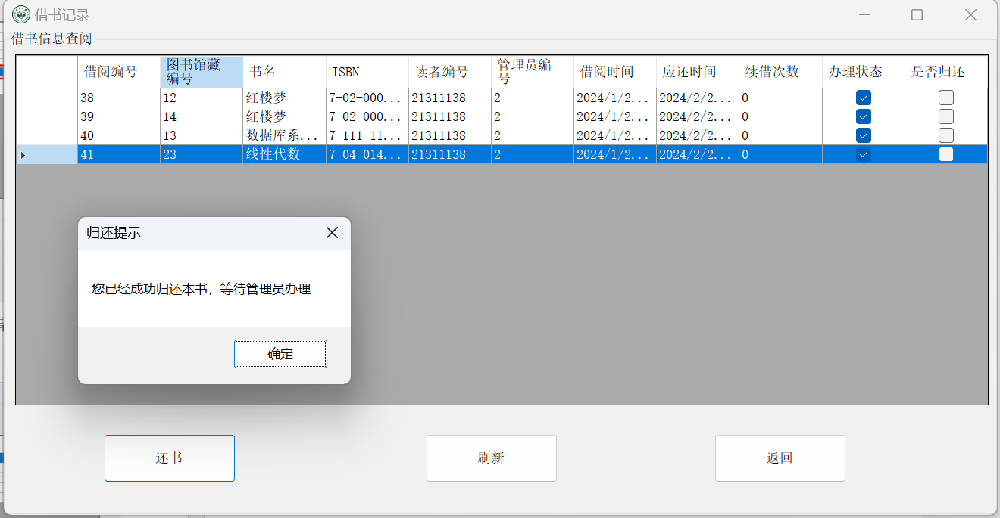 借书记录
借书信息查阅
借阅编号 图书馆藏编号 书名 ISBN 读者编号 管理员编号 借阅时间 应还时间 续借次数 办理状态 是否归还
38 12 红楼梦 7-02-000... 21311138 2 2024/1/2... 2024/2/2... 0
39 14 红楼梦 7-02-000... 21311138 2 2024/1/2... 2024/2/2... 0
40 13 数据库系... 7-111-11... 21311138 2 2024/1/2... 2024/2/2... 0
41 23 线性代数 7-04-014... 21311138 2 2024/1/2... 2024/2/2... 0
归还提示
您已经成功归还本书，等待管理员办理
确定
还书 刷新 返回